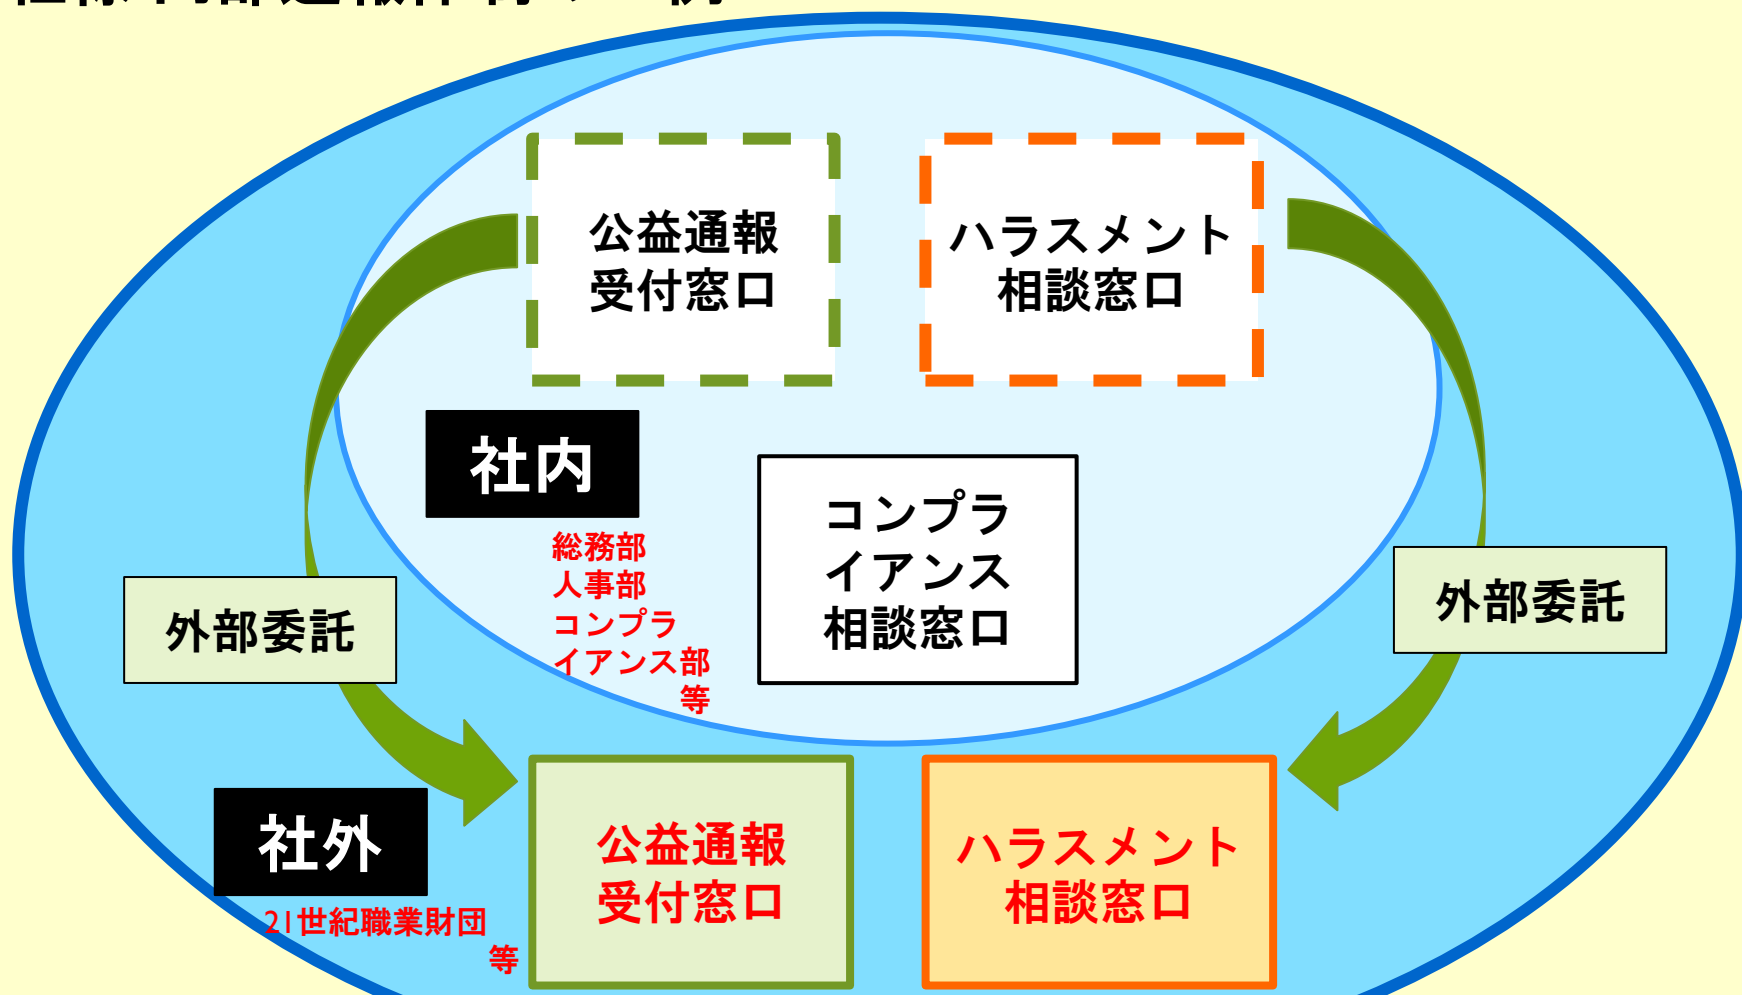 公益通報
受付窓口
ハラスメント
相談窓口
社内
総務部
人事部
コンプラ
イアンス部
等
コンプラ
イアンス
相談窓口
外部委託
外部委託
社外
21世紀職業財団
等
公益通報
受付窓口
ハラスメント
相談窓口